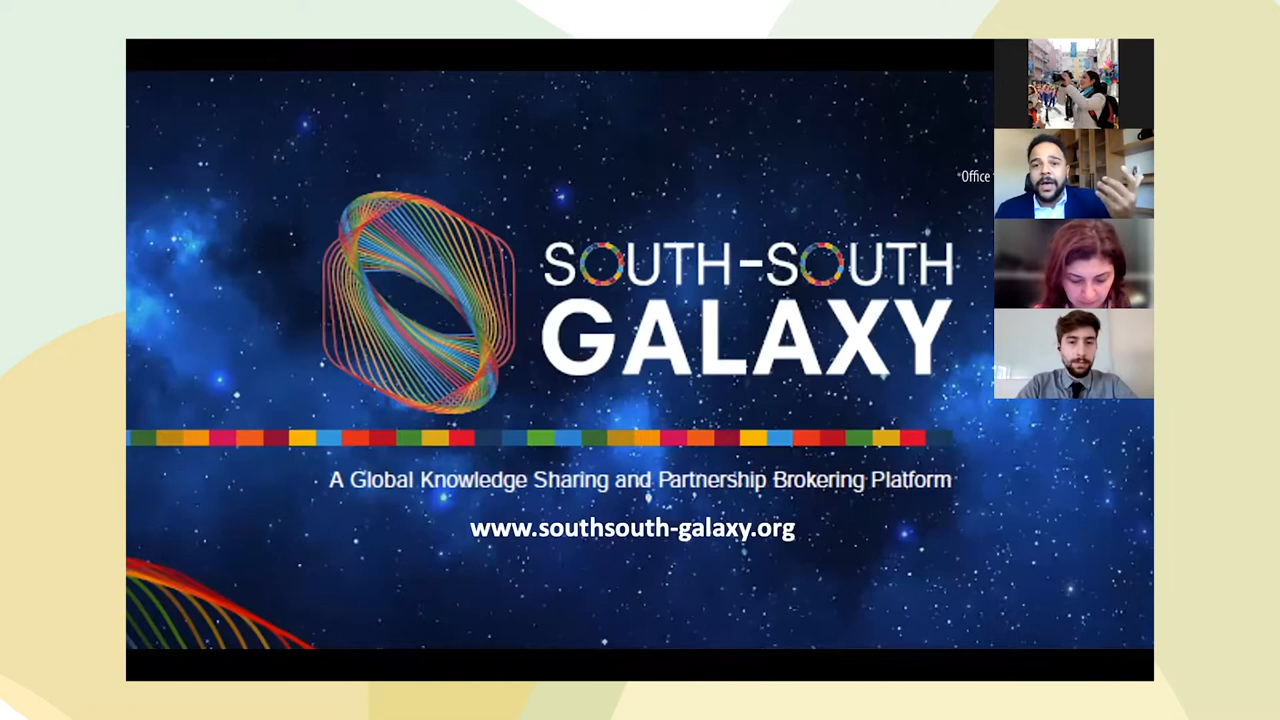 Office
SOUTH-SOUTH
GALAXY
A Global Knowledge Sharing and Partnership Brokering Platform
www.southsouth-galaxy.org